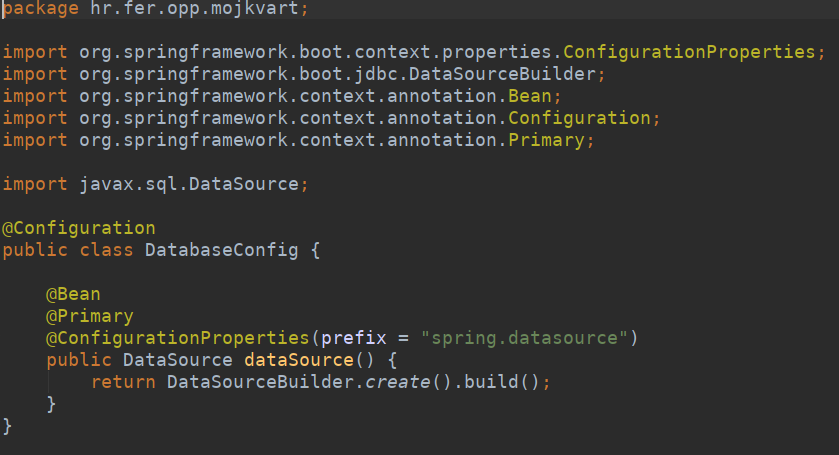 package hr.fer.opp.mojkvart;
import org.springframework.boot.context.properties.ConfigurationProperties;
import org.springframework.boot.jdbc.DataSourceBuilder;
import org.springframework.context.annotation.Bean;
import org.springframework.context.annotation.Configuration;
import org.springframework.context.annotation.Primary;
import javax.sql.DataSource;
@Configuration
public class DatabaseConfig {
    @Bean
    @Primary
    @ConfigurationProperties(prefix = "spring.datasource")
    public DataSource dataSource() {
        return DataSourceBuilder.create().build();
    }
}